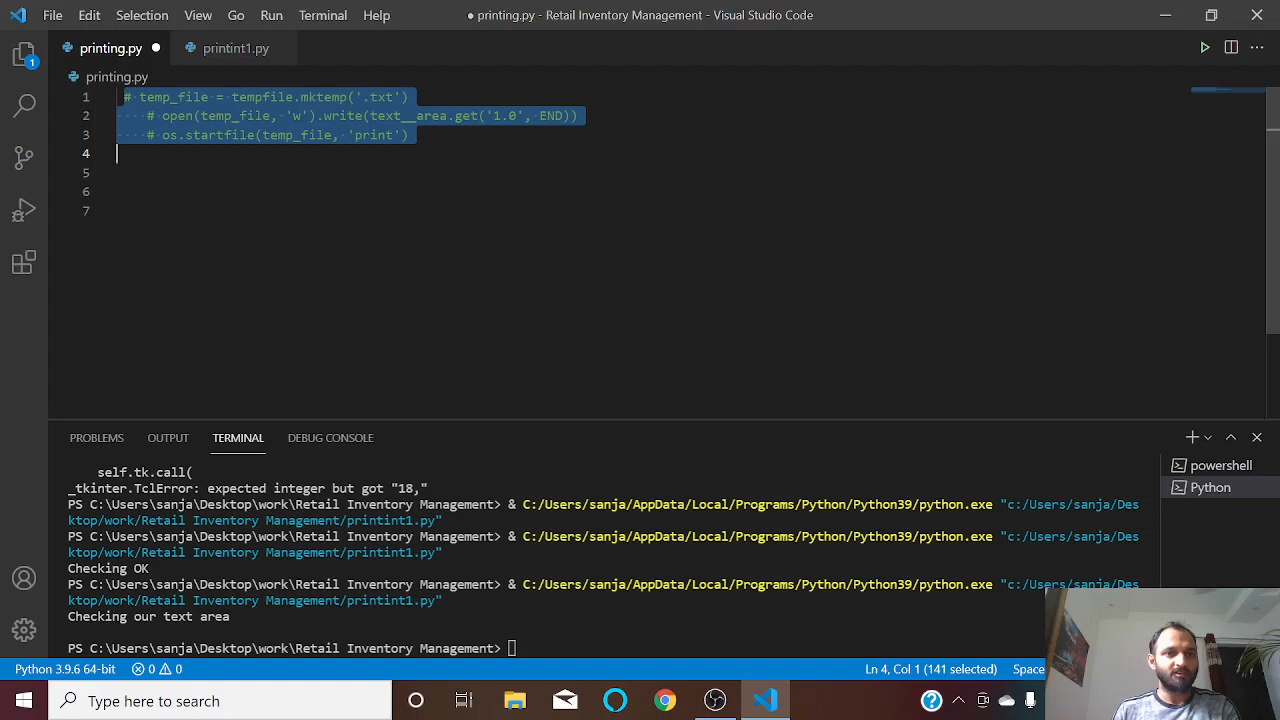 File Edit Selection View Go Run Terminal Help ● printing.py - Retail Inventory Management - Visual Studio Code
printing.py ● printint1.py
printing.py
1 # temp_file = tempfile.mktemp('.txt')
2 # open(temp_file, 'w').write(text__area.get('1.0', END))
3 # os.startfile(temp_file, 'print')
4
5
6
7
1
PROBLEMS OUTPUT TERMINAL DEBUG CONSOLE
self.tk.call(
_tkinter.TclError: expected integer but got "18,"
PS C:\Users\sanja\Desktop\work\Retail Inventory Management> & C:/Users/sanja/AppData/Local/Programs/Python/Python39/python.exe "c:/Users/sanja/Des
ktop/work/Retail Inventory Management/printint1.py"
PS C:\Users\sanja\Desktop\work\Retail Inventory Management> & C:/Users/sanja/AppData/Local/Programs/Python/Python39/python.exe "c:/Users/sanja/Des
ktop/work/Retail Inventory Management/printint1.py"
Checking OK
PS C:\Users\sanja\Desktop\work\Retail Inventory Management> & C:/Users/sanja/AppData/Local/Programs/Python/Python39/python.exe "c:/Users/sanja/Des
ktop/work/Retail Inventory Management/printint1.py"
Checking our text area
PS C:\Users\sanja\Desktop\work\Retail Inventory Management>
powershell
Python
Python 3.9.6 64-bit 0 0 Ln 4, Col 1 (141 selected) Space
Type here to search